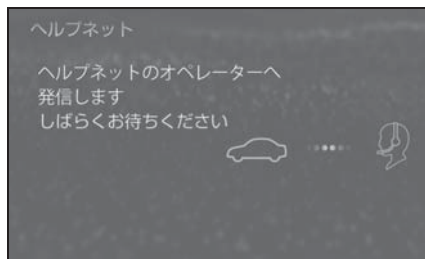 ヘルプネット
ヘルプネットのオペレーターへ
発信します
しばらくお待ちください